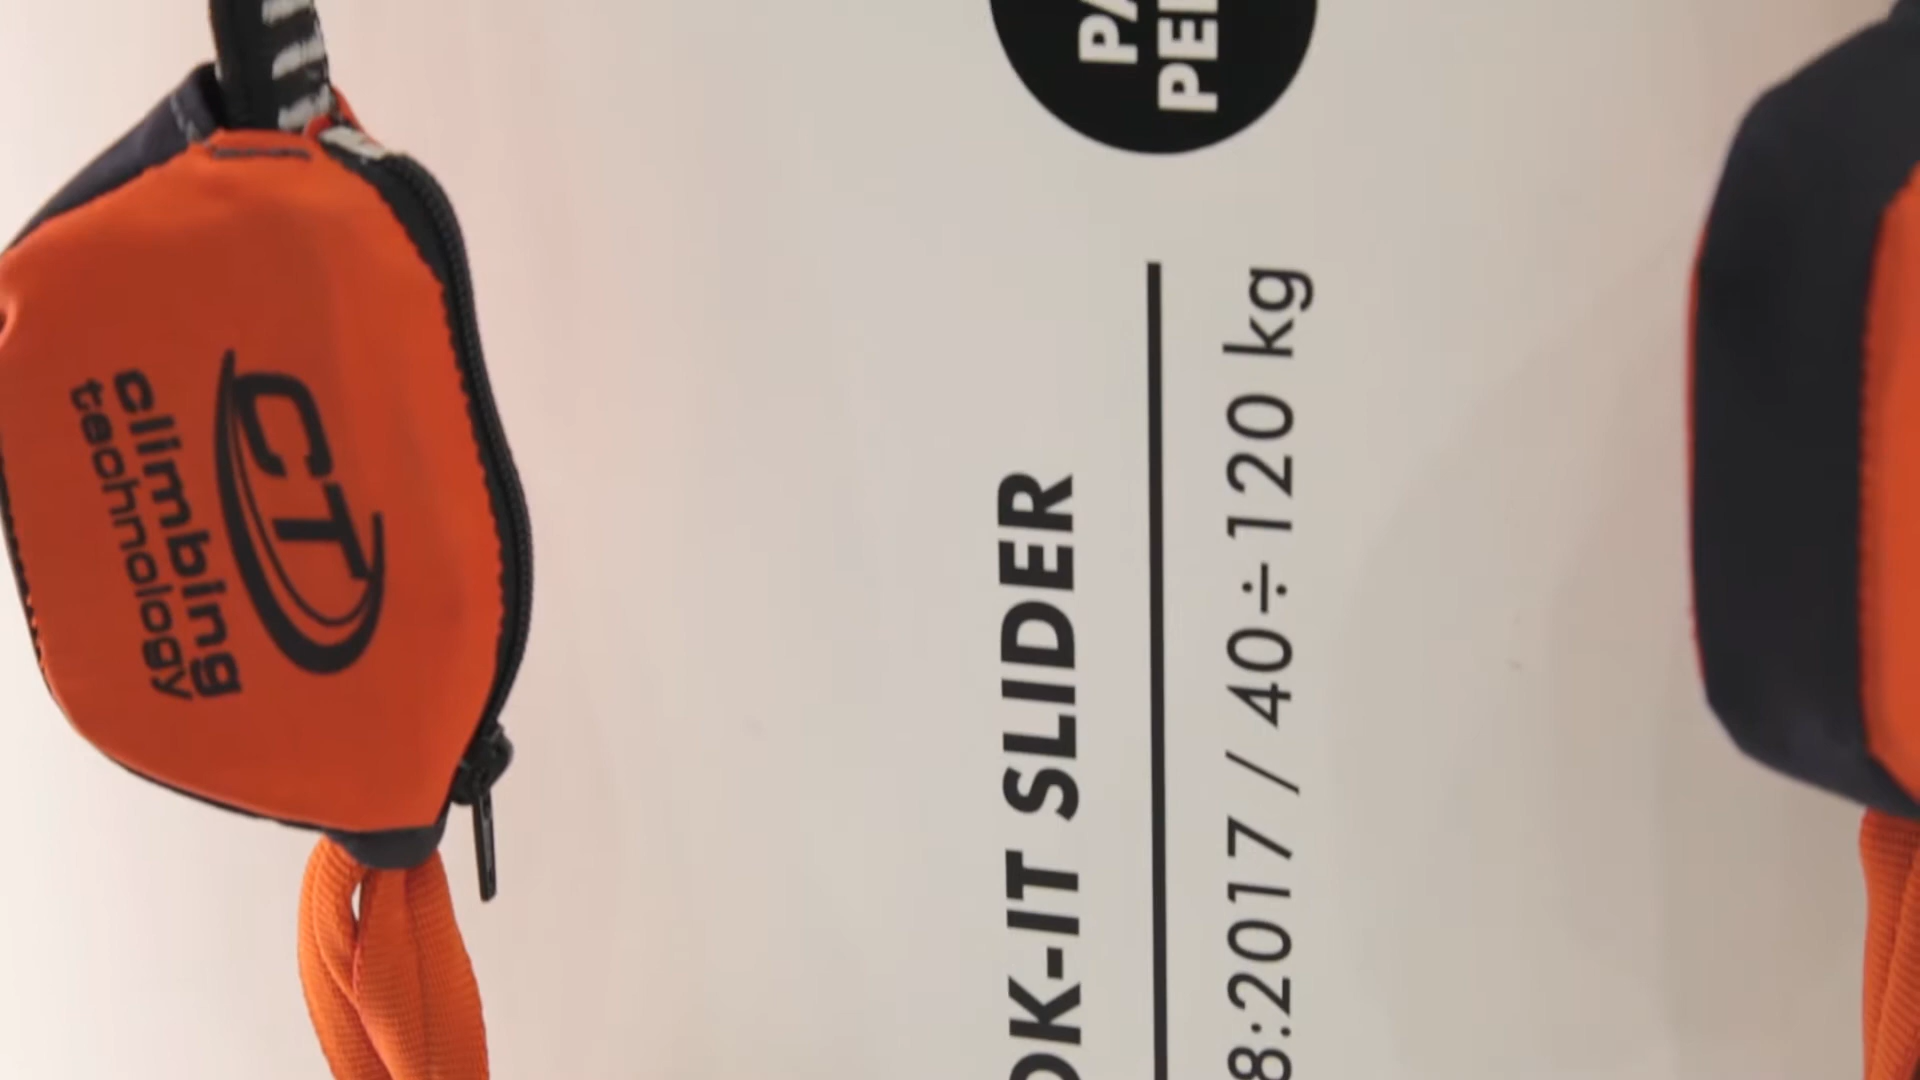 CT
climbing
technology
PA
PE
OK-IT SLIDER
8:2017 / 40÷120 kg